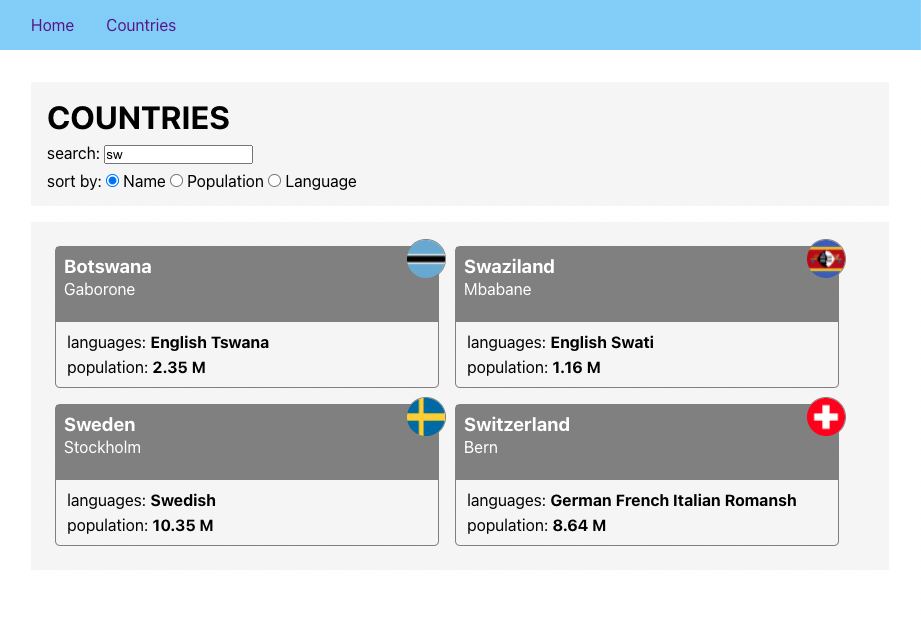 Home Countries
COUNTRIES
search: sw
sort by: Name Population Language
Botswana
Gaborone
languages: English Tswana
population: 2.35 M
Swaziland
Mbabane
languages: English Swati
population: 1.16 M
Sweden
Stockholm
languages: Swedish
population: 10.35 M
Switzerland
Bern
languages: German French Italian Romansh
population: 8.64 M